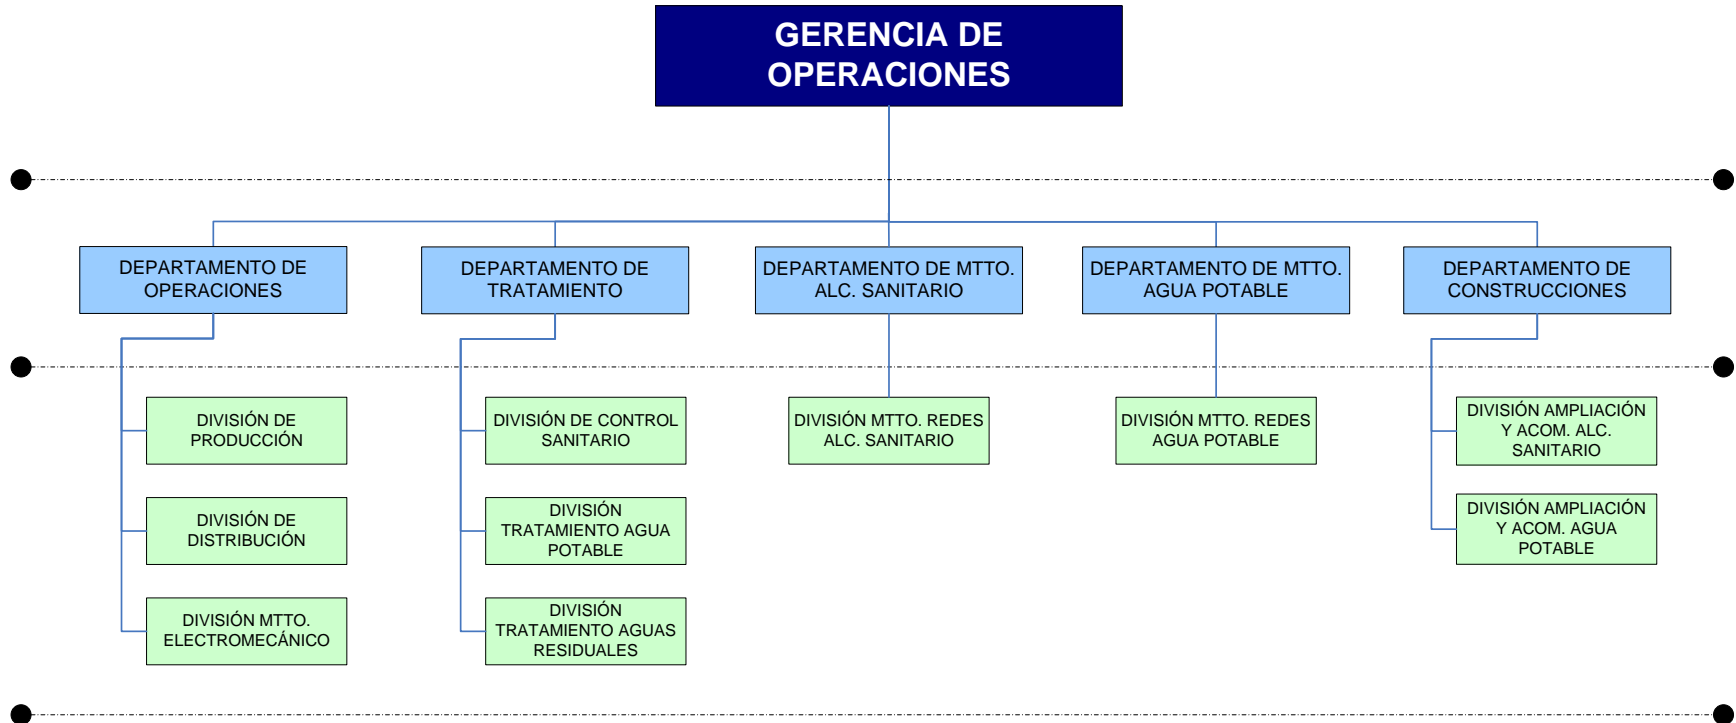 GERENCIA DE
OPERACIONES
DEPARTAMENTO DE
OPERACIONES
DEPARTAMENTO DE
TRATAMIENTO
DEPARTAMENTO DE MTTO.
ALC. SANITARIO
DEPARTAMENTO DE MTTO.
AGUA POTABLE
DEPARTAMENTO DE
CONSTRUCCIONES
DIVISIÓN DE
PRODUCCIÓN
DIVISIÓN DE CONTROL
SANITARIO
DIVISIÓN MTTO. REDES
ALC. SANITARIO
DIVISIÓN MTTO. REDES
AGUA POTABLE
DIVISIÓN AMPLIACIÓN
Y ACOM. ALC.
SANITARIO
DIVISIÓN DE
DISTRIBUCIÓN
DIVISIÓN
TRATAMIENTO AGUA
POTABLE
DIVISIÓN AMPLIACIÓN
Y ACOM. AGUA
POTABLE
DIVISIÓN MTTO.
ELECTROMECÁNICO
DIVISIÓN
TRATAMIENTO AGUAS
RESIDUALES